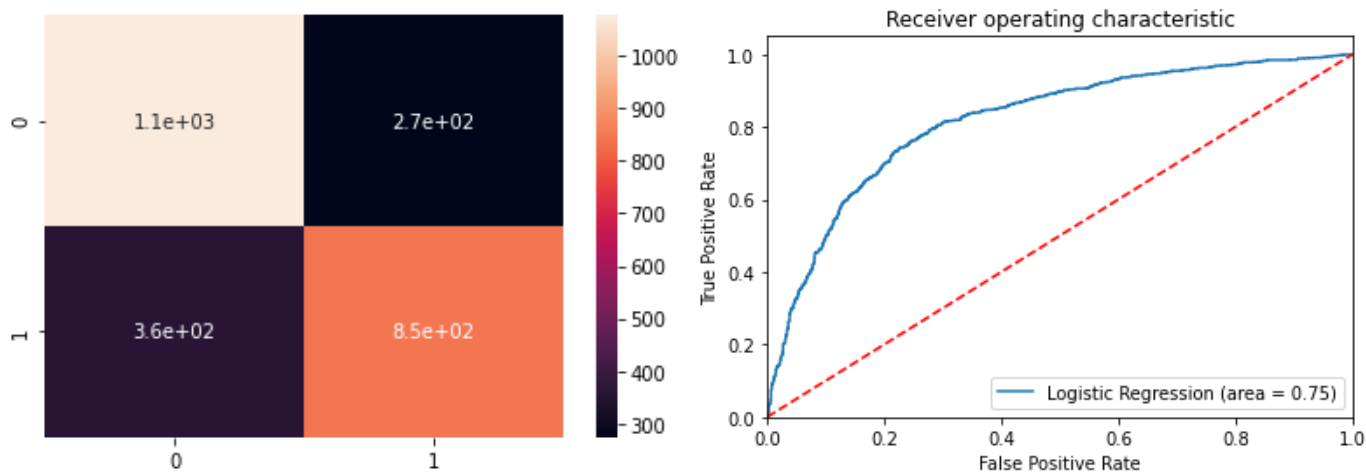 0
1
1.1e+03 2.7e+02
3.6e+02 8.5e+02
0 1
1000
900
800
700
600
500
400
300
Receiver operating characteristic
True Positive Rate
1.0
0.8
0.6
0.4
0.2
0.0
Logistic Regression (area = 0.75)
0.0 0.2 0.4 0.6 0.8 1.0
False Positive Rate